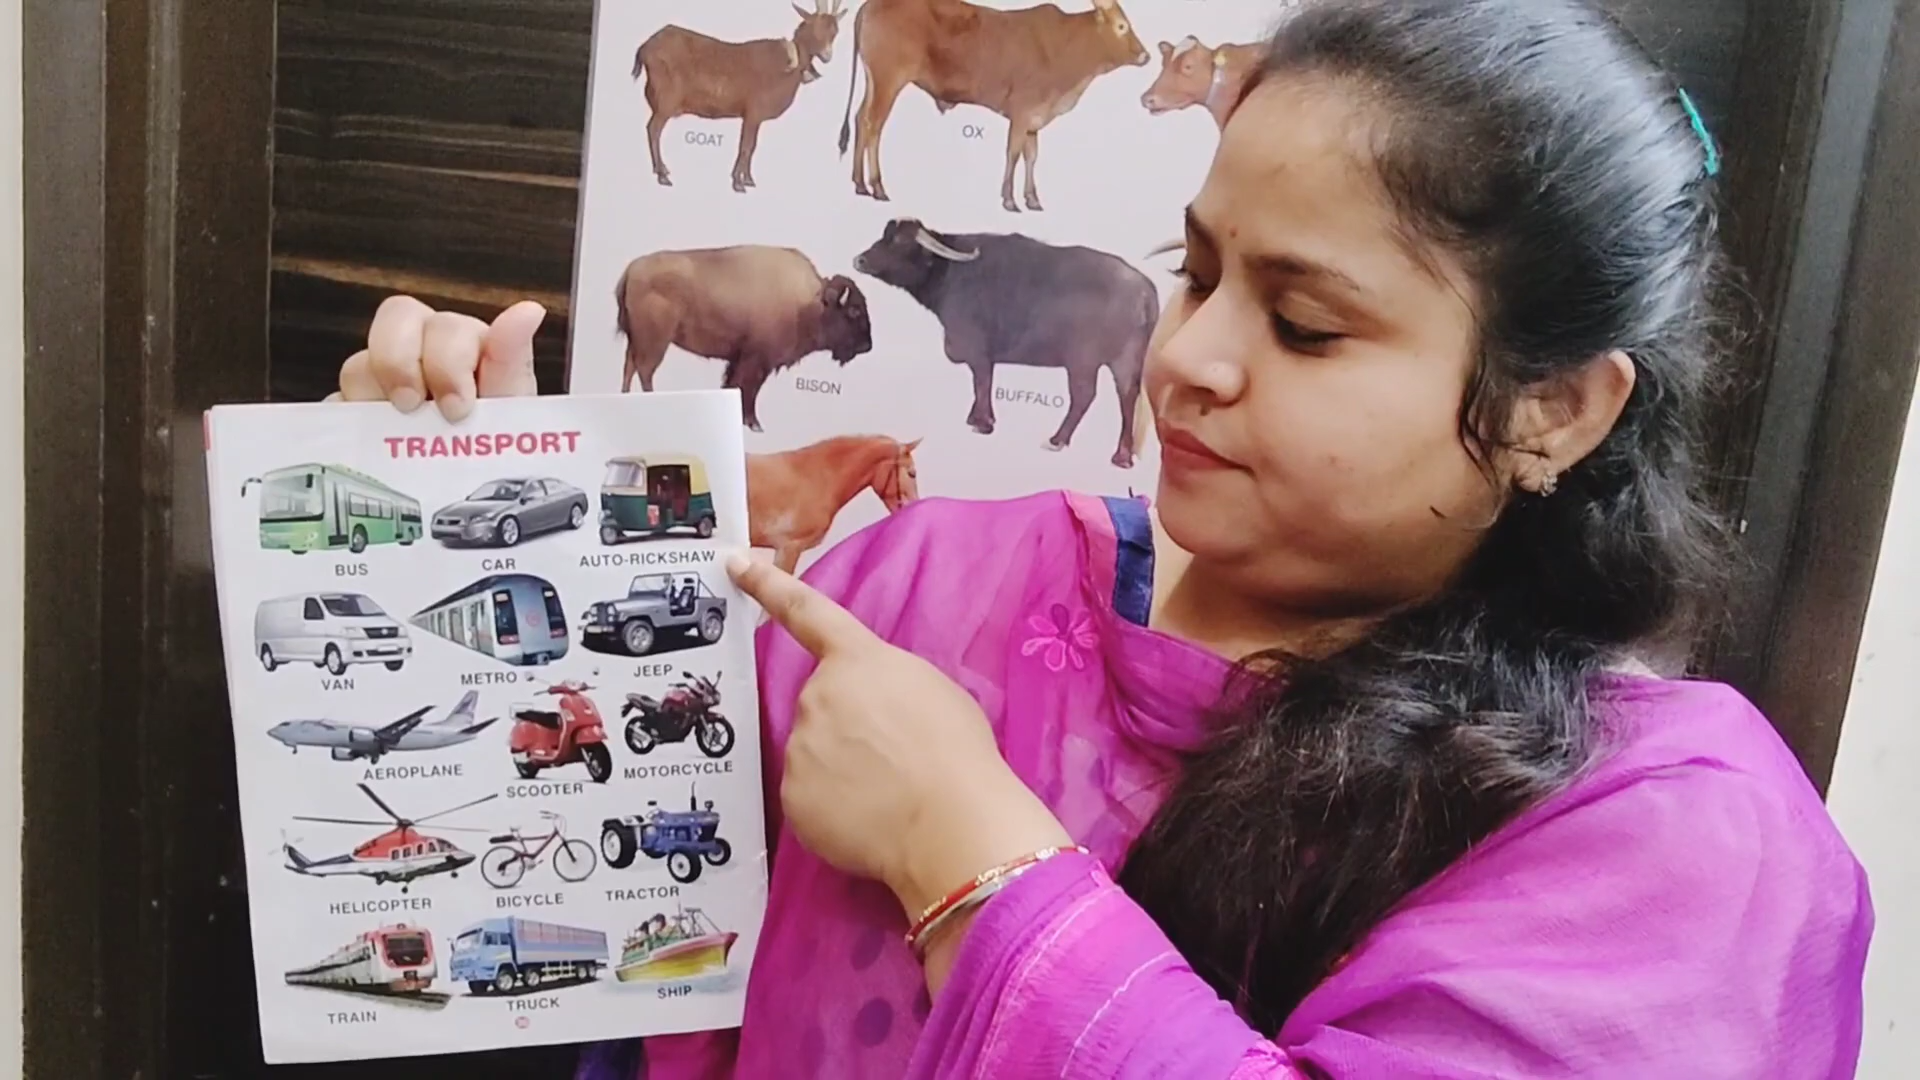 GOAT
OX
BISON
BUFFALO
TRANSPORT
BUS
CAR
AUTO-RICKSHAW
VAN
METRO
JEEP
AEROPLANE
SCOOTER
MOTORCYCLE
HELICOPTER
BICYCLE
TRACTOR
TRAIN
TRUCK
SHIP